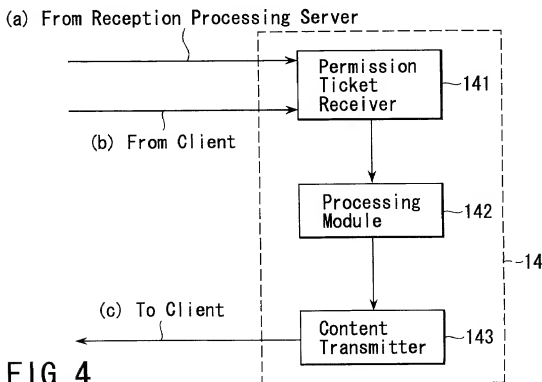 (a) From Reception Processing Server
Permission
Ticket
Receiver
141
(b) From Client
Processing
Module
142
14
(c) To Client
Content
Transmitter
143
FIG 4